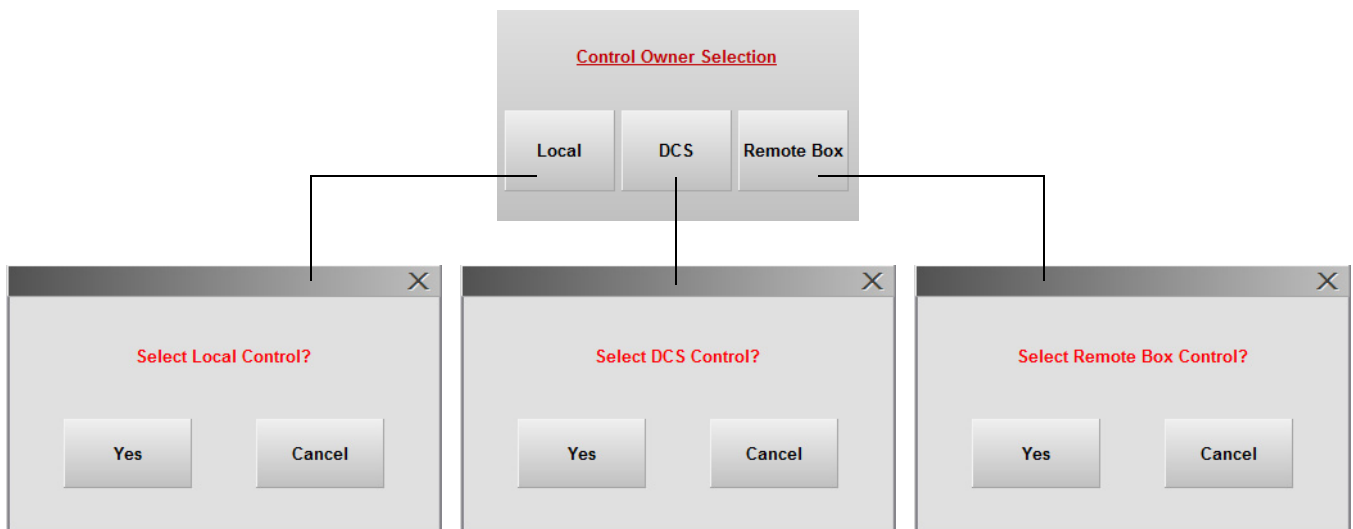 Control Owner Selection
Local
DCS
Remote Box
Select Local Control?
Yes
Cancel
Select DCS Control?
Yes
Cancel
Select Remote Box Control?
Yes
Cancel